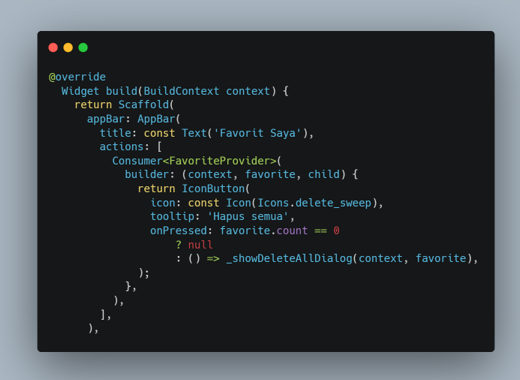 @override
  Widget build(BuildContext context) {
    return Scaffold(
      appBar: AppBar(
        title: const Text('Favorit Saya'),
        actions: [
          Consumer<FavoriteProvider>(
            builder: (context, favorite, child) {
              return IconButton(
                icon: const Icon(Icons.delete_sweep),
                tooltip: 'Hapus semua',
                onPressed: favorite.count == 0
                    ? null
                    : () => _showDeleteAllDialog(context, favorite),
              );
            },
          ),
        ],
      ),